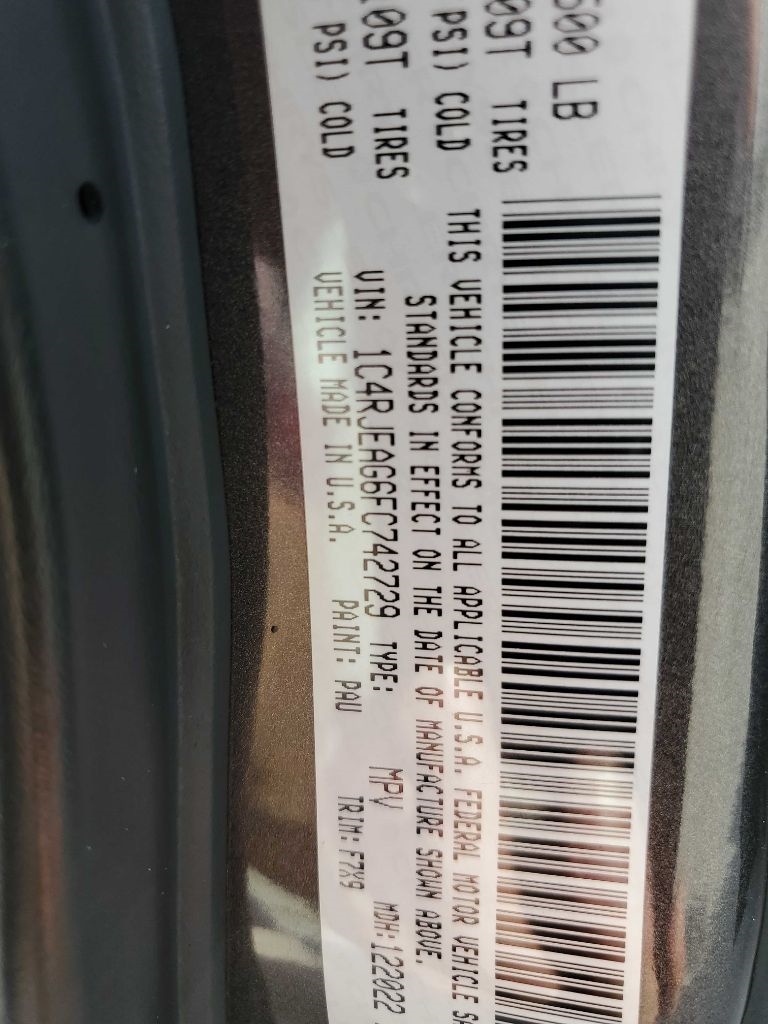 LB
09T TIRES
PSI) COLD
109T TIRES
PSI) COLD
THIS VEHICLE CONFORMS TO ALL APPLICABLE U.S.A. FEDERAL MOTOR VEHICLE SA
STANDARDS IN EFFECT ON THE DATE OF MANUFACTURE SHOWN ABOVE.
VIN: 1C4RJEAG6FC742729 TYPE: MPV MDH:122022
VEHICLE MADE IN U.S.A. PAINT: PAU TRIM: F7X9